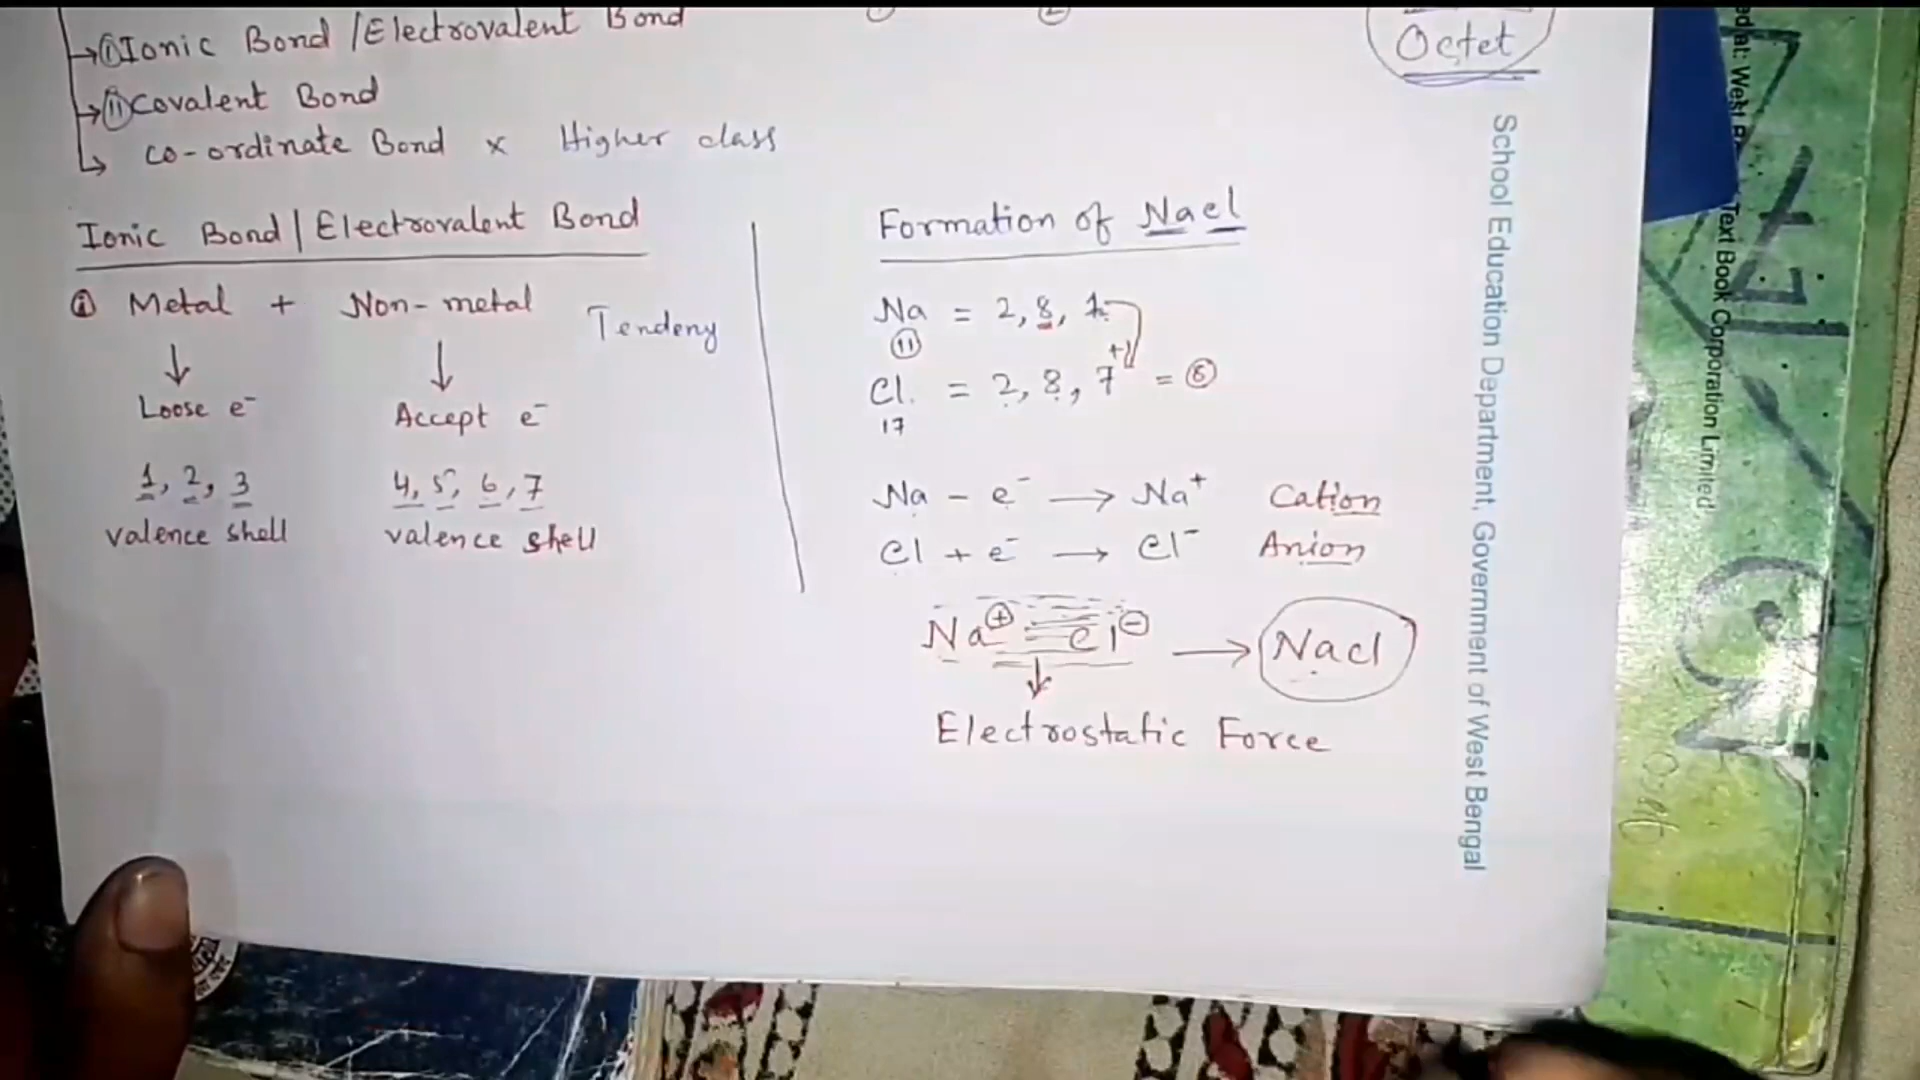 →ⓘ Ionic Bond / Electrovalent Bond
→(ii) Covalent Bond
↳ co-ordinate Bond × Higher class
Octet
Ionic Bond | Electrovalent Bond
ⓘ Metal + Non-metal
Tendeny
↓ ↓
Loose e⁻ Accept e⁻
1, 2, 3 4, 5, 6, 7
valence shell valence shell
Formation of Nacl
Na = 2, 8, 1
11
+1
Cl. = 2, 8, 7 = ⑧
17
Na - e⁻ → Na⁺ Cation
Cl + e⁻ → Cl⁻ Anion
Na⊕ Cl⊖ → Nacl
↓
Electrostatic Force
School Education Department, Government of West Bengal
Text Book Corporation Limited